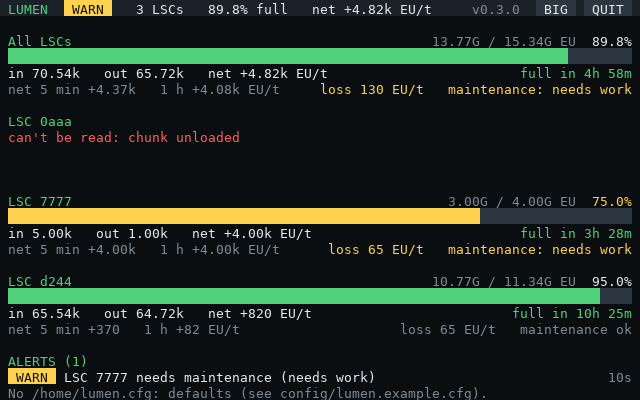 LUMEN WARN 3 LSCs 89.8% full net +4.82k EU/t v0.3.0 BIG QUIT
All LSCs 13.77G / 15.34G EU 89.8%
in 70.54k out 65.72k net +4.82k EU/t full in 4h 58m
net 5 min +4.37k 1 h +4.08k EU/t loss 130 EU/t maintenance: needs work
LSC 0aaa
can't be read: chunk unloaded
LSC 7777 3.00G / 4.00G EU 75.0%
in 5.00k out 1.00k net +4.00k EU/t full in 3h 28m
net 5 min +4.00k 1 h +4.00k EU/t loss 65 EU/t maintenance: needs work
LSC d244 10.77G / 11.34G EU 95.0%
in 65.54k out 64.72k net +820 EU/t full in 10h 25m
net 5 min +370 1 h +82 EU/t loss 65 EU/t maintenance ok
ALERTS (1)
WARN LSC 7777 needs maintenance (needs work) 10s
No /home/lumen.cfg: defaults (see config/lumen.example.cfg).